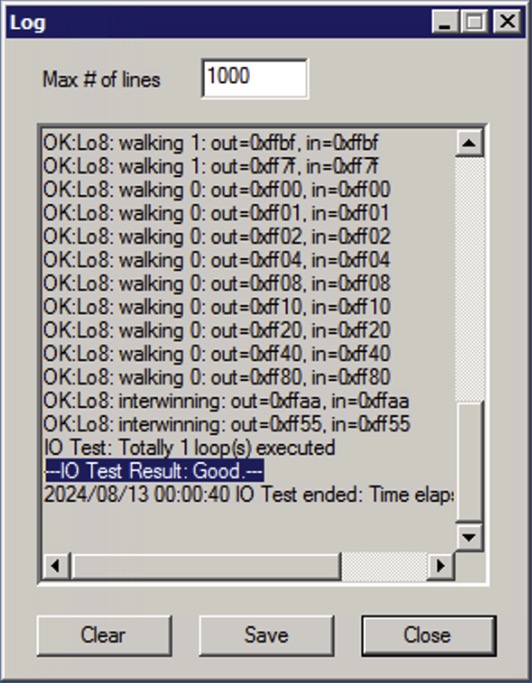 Log
Max # of lines 1000
OK:Lo8: walking 1: out=0xffbf, in=0xffbf
OK:Lo8: walking 1: out=0xff7f, in=0xff7f
OK:Lo8: walking 0: out=0xff00, in=0xff00
OK:Lo8: walking 0: out=0xff01, in=0xff01
OK:Lo8: walking 0: out=0xff02, in=0xff02
OK:Lo8: walking 0: out=0xff04, in=0xff04
OK:Lo8: walking 0: out=0xff08, in=0xff08
OK:Lo8: walking 0: out=0xff10, in=0xff10
OK:Lo8: walking 0: out=0xff20, in=0xff20
OK:Lo8: walking 0: out=0xff40, in=0xff40
OK:Lo8: walking 0: out=0xff80, in=0xff80
OK:Lo8: interwinning: out=0xffaa, in=0xffaa
OK:Lo8: interwinning: out=0xff55, in=0xff55
IO Test: Totally 1 loop(s) executed
---IO Test Result: Good.---
2024/08/13 00:00:40 IO Test ended: Time elaps
Clear Save Close